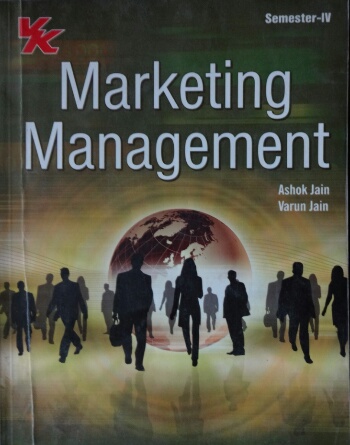 VK
Semester-IV
Marketing
Management
Ashok Jain
Varun Jain